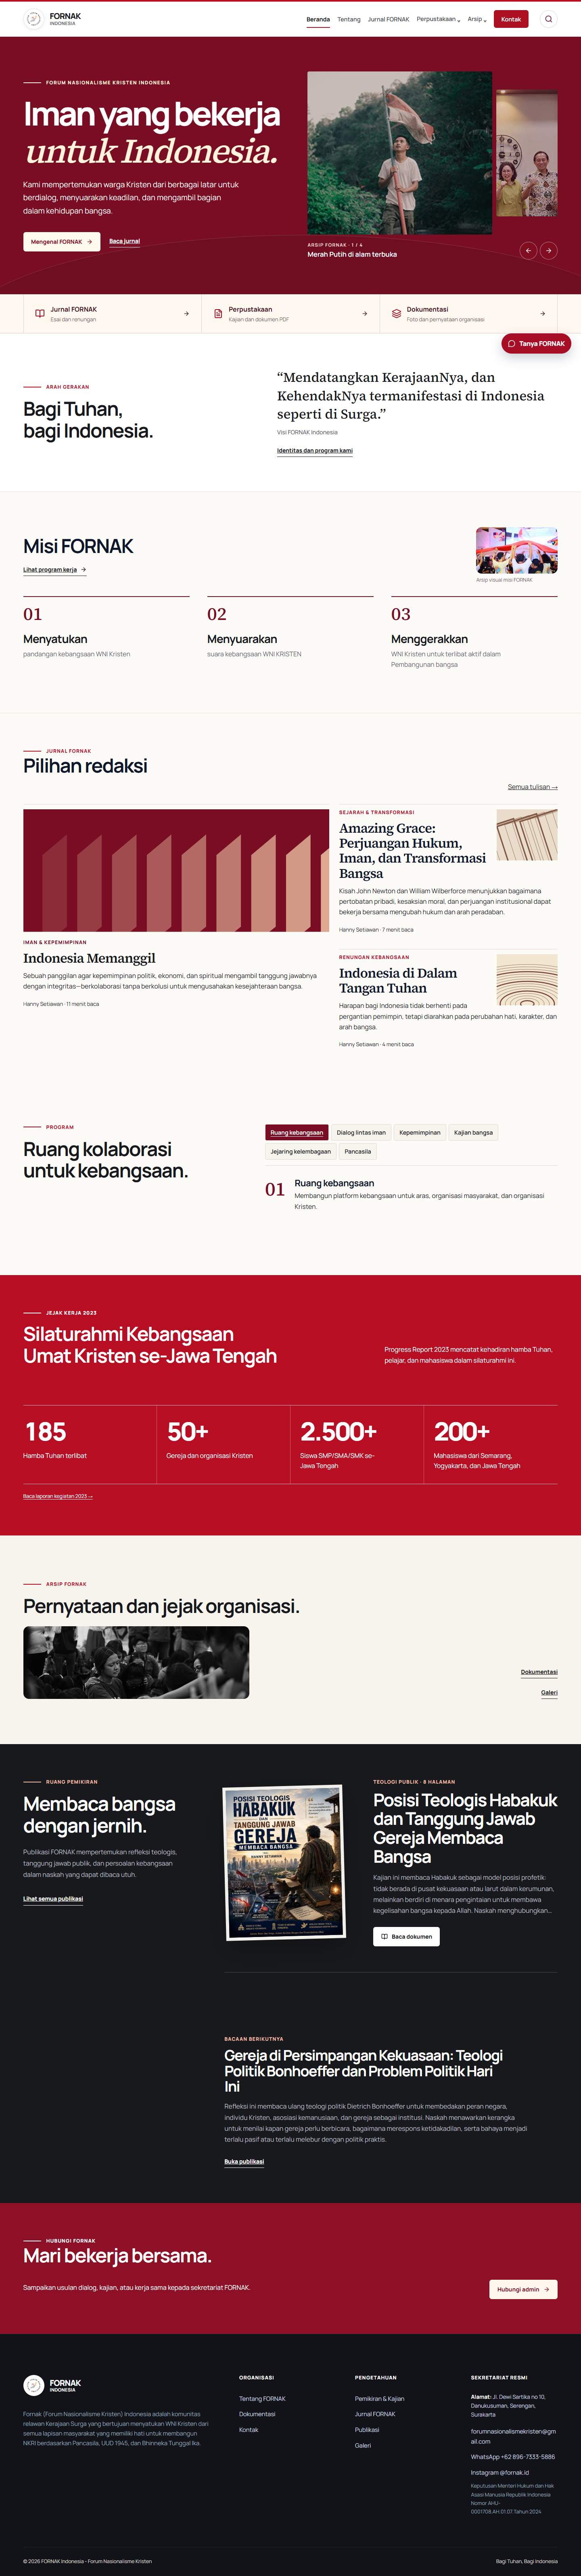 FORNAK
INDONESIA
Beranda
Tentang
Jurnal FORNAK
Perpustakaan
Arsip
Kontak
FORUM NASIONALISME KRISTEN INDONESIA
Iman yang bekerja
untuk Indonesia.
Kami mempertemukan warga Kristen dari berbagai latar untuk
berdialog, menyuarakan keadilan, dan mengambil bagian
dalam kehidupan bangsa.
Mengenal FORNAK
Baca jurnal
ARSIP FORNAK · 1 / 4
Merah Putih di alam terbuka
Jurnal FORNAK
Esai dan renungan
Perpustakaan
Kajian dan dokumen PDF
Dokumentasi
Foto dan pernyataan organisasi
Tanya FORNAK
ARAH GERAKAN
Bagi Tuhan,
bagi Indonesia.
“Mendatangkan KerajaanNya, dan
KehendakNya termanifestasi di Indonesia
seperti di Surga.”
Visi FORNAK Indonesia
Identitas dan program kami
Misi FORNAK
Lihat program kerja
Arsip visual misi FORNAK
01
Menyatukan
pandangan kebangsaan WNI Kristen
02
Menyuarakan
suara kebangsaan WNI KRISTEN
03
Menggerakkan
WNI Kristen untuk terlibat aktif dalam
Pembangunan bangsa
JURNAL FORNAK
Pilihan redaksi
Semua tulisan →
IMAN & KEPEMIMPINAN
Indonesia Memanggil
Sebuah panggilan agar kepemimpinan politik, ekonomi, dan spiritual mengambil tanggung jawabnya
dengan integritas—berkolaborasi tanpa berkolusi untuk mengusahakan kesejahteraan bangsa.
Hanny Setiawan · 11 menit baca
SEJARAH & TRANSFORMASI
Amazing Grace:
Perjuangan Hukum,
Iman, dan Transformasi
Bangsa
Kisah John Newton dan William Wilberforce menunjukkan bagaimana
pertobatan pribadi, kesaksian moral, dan perjuangan institusional dapat
bekerja bersama mengubah hukum dan arah peradaban.
Hanny Setiawan · 7 menit baca
RENUNGAN KEBANGSAAN
Indonesia di Dalam
Tangan Tuhan
Harapan bagi Indonesia tidak berhenti pada
pergantian pemimpin, tetapi diarahkan pada perubahan hati, karakter, dan
arah bangsa.
Hanny Setiawan · 4 menit baca
PROGRAM
Ruang kolaborasi
untuk kebangsaan.
Ruang kebangsaan
Dialog lintas iman
Kepemimpinan
Kajian bangsa
Jejaring kelembagaan
Pancasila
01
Ruang kebangsaan
Membangun platform kebangsaan untuk aras, organisasi masyarakat, dan organisasi
Kristen.
JEJAK KERJA 2023
Silaturahmi Kebangsaan
Umat Kristen se-Jawa Tengah
Progress Report 2023 mencatat kehadiran hamba Tuhan,
pelajar, dan mahasiswa dalam silaturahmi ini.
185
Hamba Tuhan terlibat
50+
Gereja dan organisasi Kristen
2.500+
Siswa SMP/SMA/SMK se-
Jawa Tengah
200+
Mahasiswa dari Semarang,
Yogyakarta, dan Jawa Tengah
Baca laporan kegiatan 2023 →
ARSIP FORNAK
Pernyataan dan jejak organisasi.
Dokumentasi
Galeri
RUANG PEMIKIRAN
Membaca bangsa
dengan jernih.
Publikasi FORNAK mempertemukan refleksi teologis,
tanggung jawab publik, dan persoalan kebangsaan
dalam naskah yang dapat dibaca utuh.
Lihat semua publikasi
POSISI TEOLOGIS
HABAKUK
DAN
TANGGUNG JAWAB
GEREJA
MEMBACA BANGSA
TEOLOGI PUBLIK · 8 HALAMAN
Posisi Teologis Habakuk
dan Tanggung Jawab
Gereja Membaca
Bangsa
Kajian ini membaca Habakuk sebagai model posisi profetik:
tidak berada di pusat kekuasaan atau larut dalam kerumunan,
melainkan berdiri di menara pengintaian untuk membawa
kegelisahan bangsa kepada Allah. Naskah menghubungkan...
Baca dokumen
BACAAN BERIKUTNYA
Gereja di Persimpangan Kekuasaan: Teologi
Politik Bonhoeffer dan Problem Politik Hari
Ini
Refleksi ini membaca ulang teologi politik Dietrich Bonhoeffer untuk membedakan peran negara,
individu Kristen, asosiasi kemanusiaan, dan gereja sebagai institusi. Naskah menawarkan kerangka
untuk menilai kapan gereja perlu berbicara, bagaimana merespons ketidakadilan, serta bahaya menjadi
terlalu pasif atau terlalu melebur dengan politik praktis.
Buka publikasi
HUBUNGI FORNAK
Mari bekerja bersama.
Sampaikan usulan dialog, kajian, atau kerja sama kepada sekretariat FORNAK.
Hubungi admin
FORNAK
INDONESIA
Fornak (Forum Nasionalisme Kristen) Indonesia adalah komunitas
relawan Kerajaan Surga yang bertujuan menyatukan WNI Kristen dari
semua lapisan masyarakat yang memiliki hati untuk membangun
NKRI berdasarkan Pancasila, UUD 1945, dan Bhinneka Tunggal Ika.
ORGANISASI
Tentang FORNAK
Dokumentasi
Kontak
PENGETAHUAN
Pemikiran & Kajian
Jurnal FORNAK
Publikasi
Galeri
SEKRETARIAT RESMI
Alamat: Jl. Dewi Sartika no 10,
Danukusuman, Serengan,
Surakarta
forumnasionalismekristen@gm
ail.com
WhatsApp +62 896-7333-5886
Instagram @fornak.id
Keputusan Menteri Hukum dan Hak
Asasi Manusia Republik Indonesia
Nomor AHU-
0001708.AH.01.07.Tahun 2024
© 2026 FORNAK Indonesia - Forum Nasionalisme Kristen
Bagi Tuhan, Bagi Indonesia